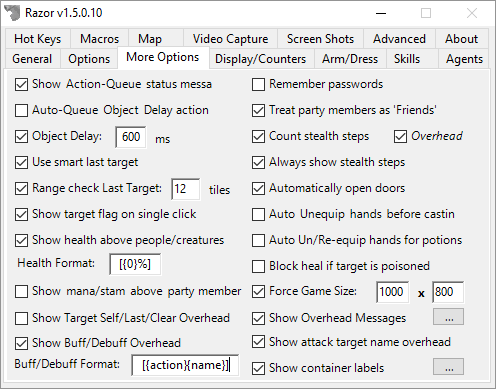 Razor v1.5.0.10
Hot Keys Macros Map Video Capture Screen Shots Advanced About
General Options More Options Display/Counters Arm/Dress Skills Agents
Show Action-Queue status messa
Auto-Queue Object Delay action
Object Delay: 600 ms
Use smart last target
Range check Last Target: 12 tiles
Show target flag on single click
Show health above people/creatures
Health Format: [{0}%]
Show mana/stam above party member
Show Target Self/Last/Clear Overhead
Show Buff/Debuff Overhead
Buff/Debuff Format: [{action}{name}]
Remember passwords
Treat party members as 'Friends'
Count stealth steps Overhead
Always show stealth steps
Automatically open doors
Auto Unequip hands before castin
Auto Un/Re-equip hands for potions
Block heal if target is poisoned
Force Game Size: 1000 x 800
Show Overhead Messages ...
Show attack target name overhead
Show container labels ...